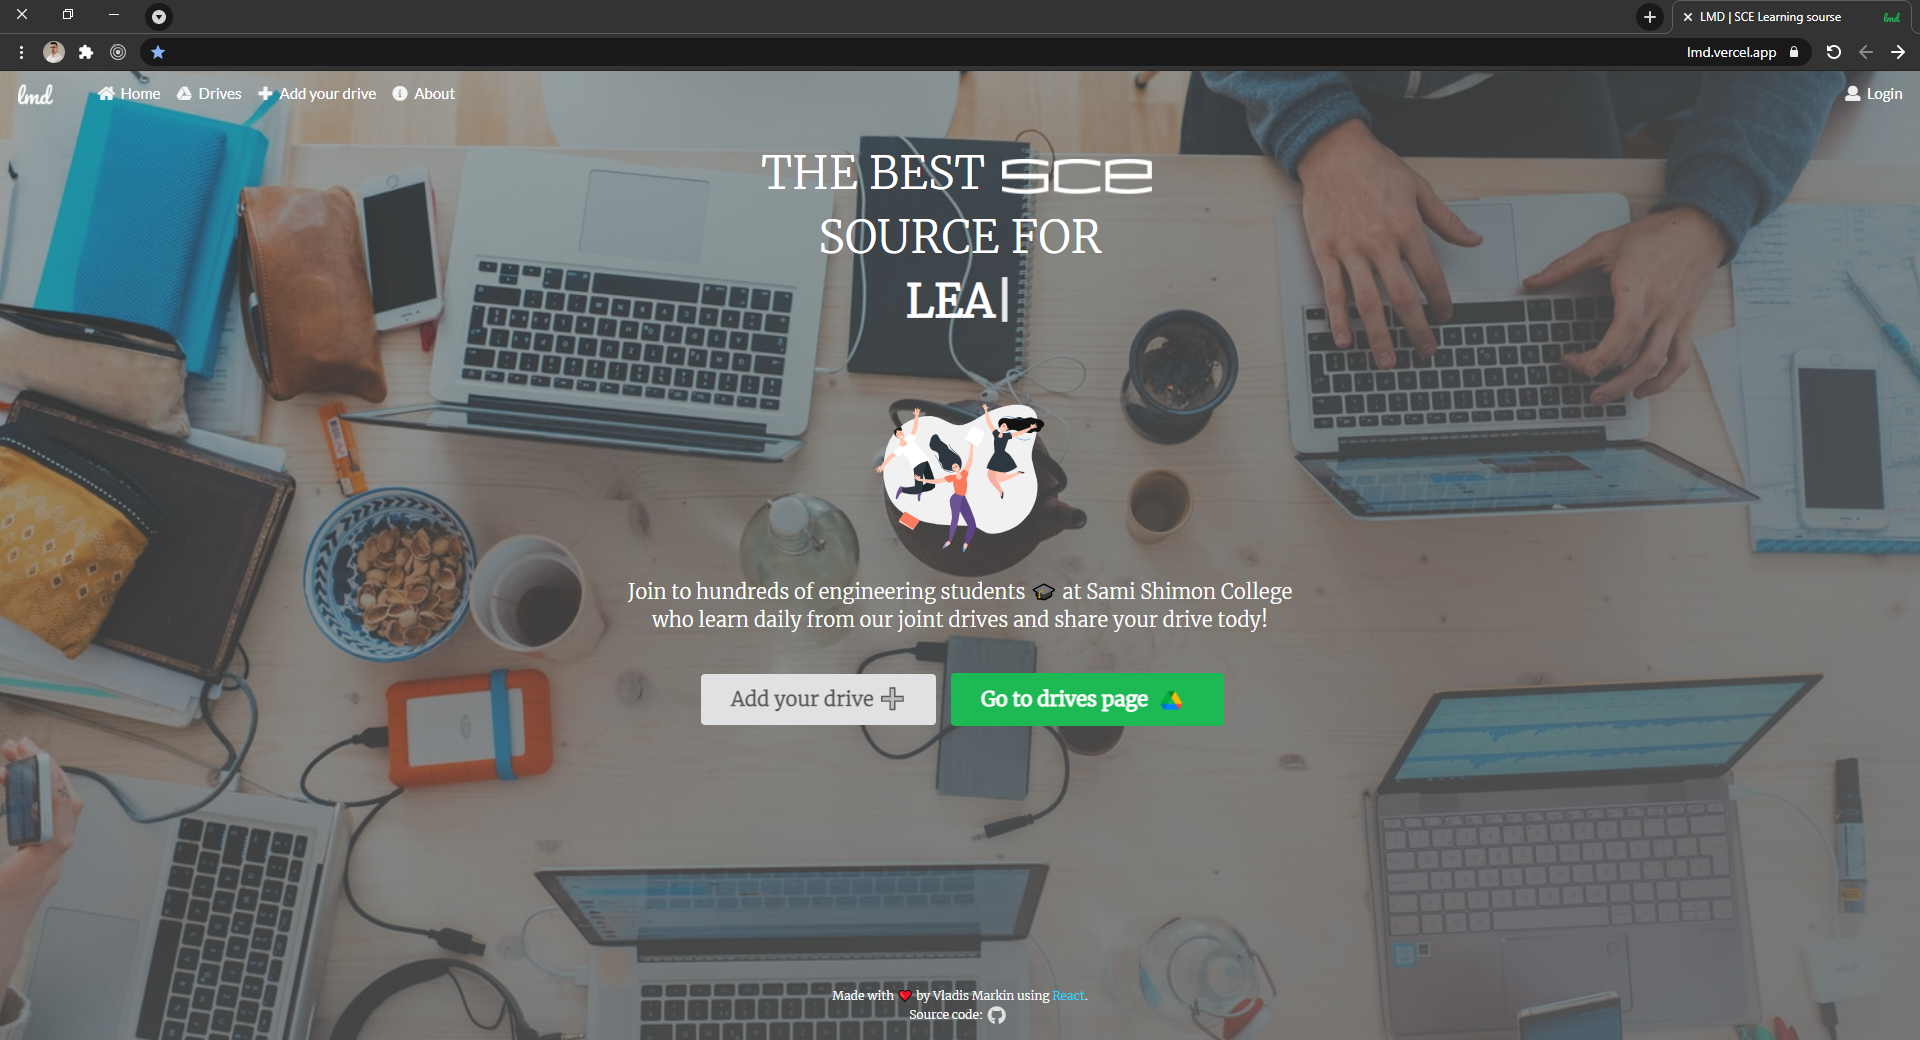 LMD | SCE Learning sourse
lmd
lmd.vercel.app
lmd
Home
Drives
Add your drive
About
Login
THE BEST sce
SOURCE FOR
LEA|
Join to hundreds of engineering students 🎓 at Sami Shimon College
who learn daily from our joint drives and share your drive tody!
Add your drive ➕
Go to drives page
Made with ❤️ by Vladis Markin using React.
Source code: